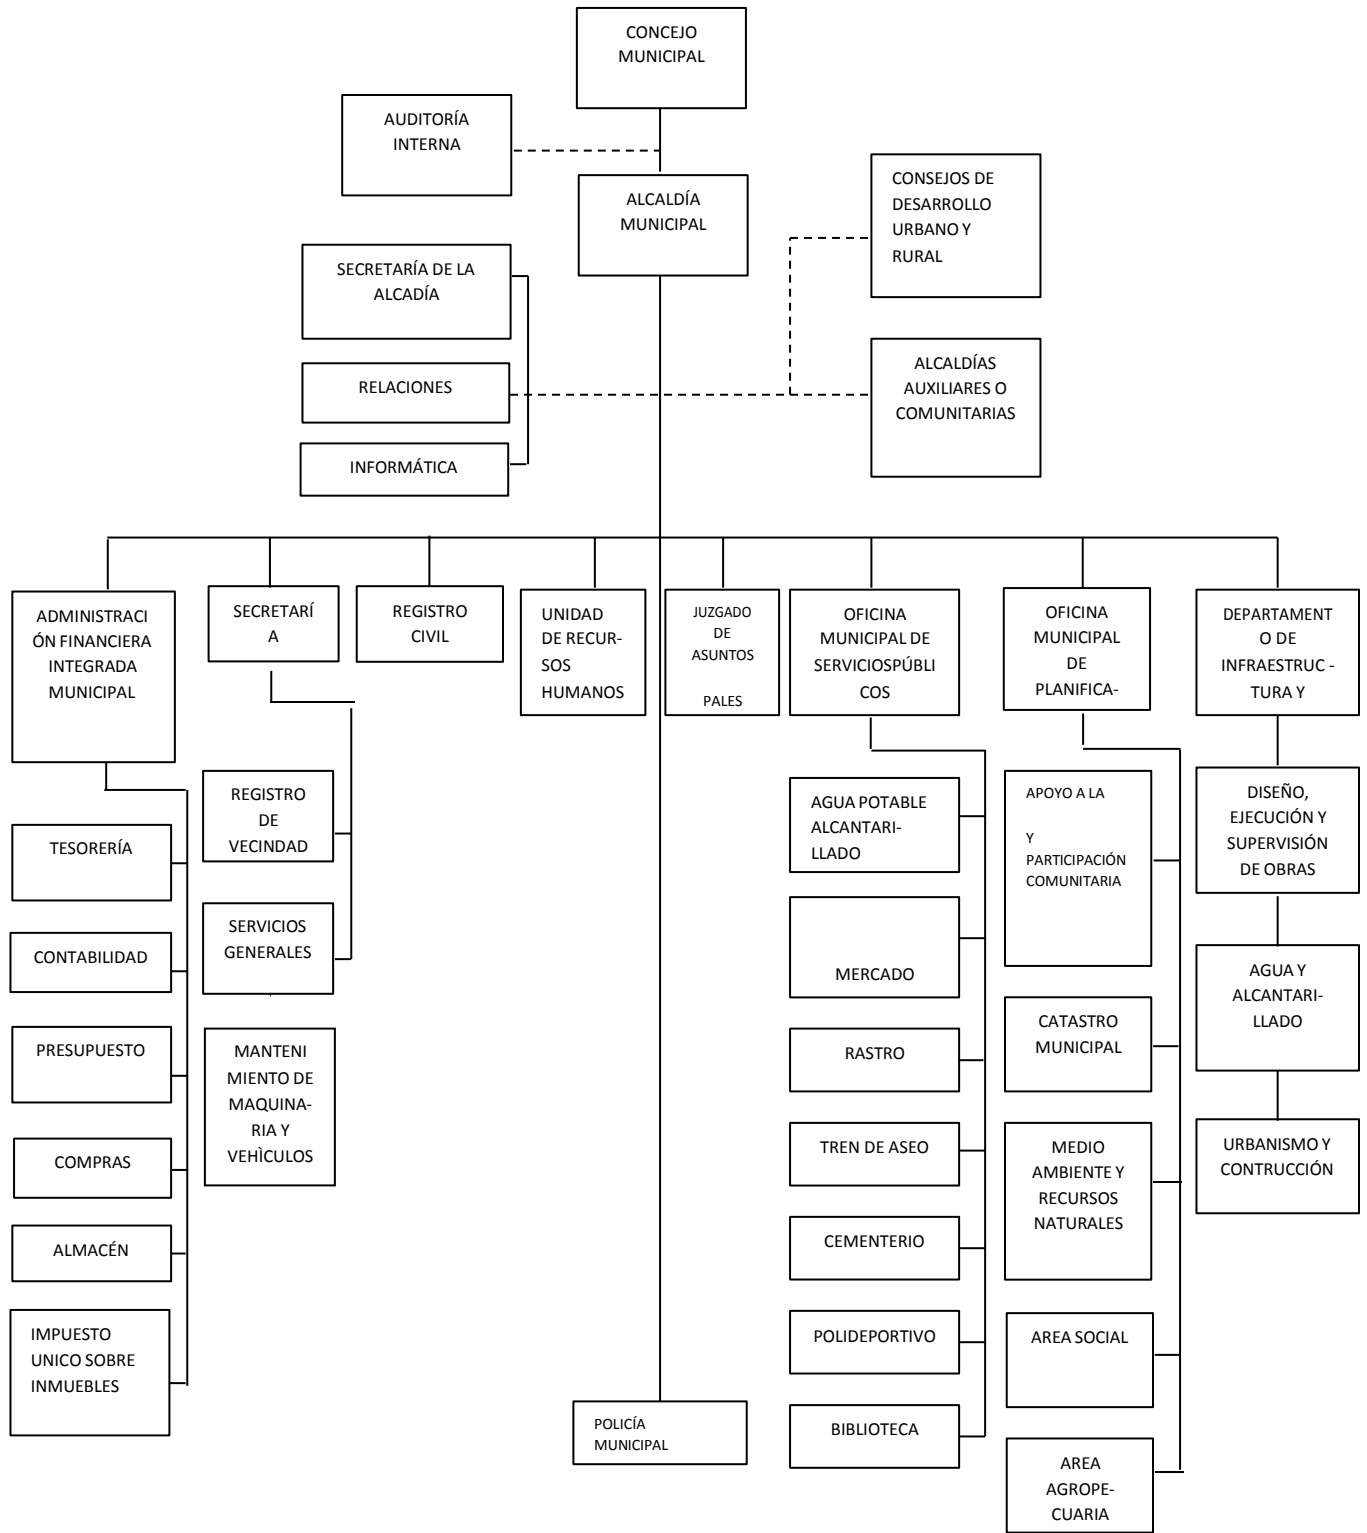 CONCEJO
MUNICIPAL
AUDITORÍA
INTERNA
ALCALDÍA
MUNICIPAL
CONSEJOS DE
DESARROLLO
URBANO Y
RURAL
SECRETARÍA DE LA
ALCADÍA
RELACIONES
INFORMÁTICA
ALCALDÍAS
AUXILIARES O
COMUNITARIAS
ADMINISTRACI
ÓN FINANCIERA
INTEGRADA
MUNICIPAL
SECRETARÍ
A
REGISTRO
CIVIL
UNIDAD
DE RECUR-
SOS
HUMANOS
JUZGADO
DE
ASUNTOS
PALES
OFICINA
MUNICIPAL DE
SERVICIOSPÚBLI
COS
OFICINA
MUNICIPAL
DE
PLANIFICA-
DEPARTAMENT
O DE
INFRAESTRUC -
TURA Y
TESORERÍA
CONTABILIDAD
PRESUPUESTO
COMPRAS
ALMACÉN
IMPUESTO
UNICO SOBRE
INMUEBLES
REGISTRO
DE
VECINDAD
SERVICIOS
GENERALES
MANTENI
MIENTO DE
MAQUINA-
RIA Y
VEHÌCULOS
POLICÍA
MUNICIPAL
AGUA POTABLE
ALCANTARI-
LLADO
MERCADO
RASTRO
TREN DE ASEO
CEMENTERIO
POLIDEPORTIVO
BIBLIOTECA
APOYO A LA
Y
PARTICIPACIÓN
COMUNITARIA
CATASTRO
MUNICIPAL
MEDIO
AMBIENTE Y
RECURSOS
NATURALES
AREA SOCIAL
AREA
AGROPE-
CUARIA
DISEÑO,
EJECUCIÓN Y
SUPERVISIÓN
DE OBRAS
AGUA Y
ALCANTARI-
LLADO
URBANISMO Y
CONTRUCCIÓN